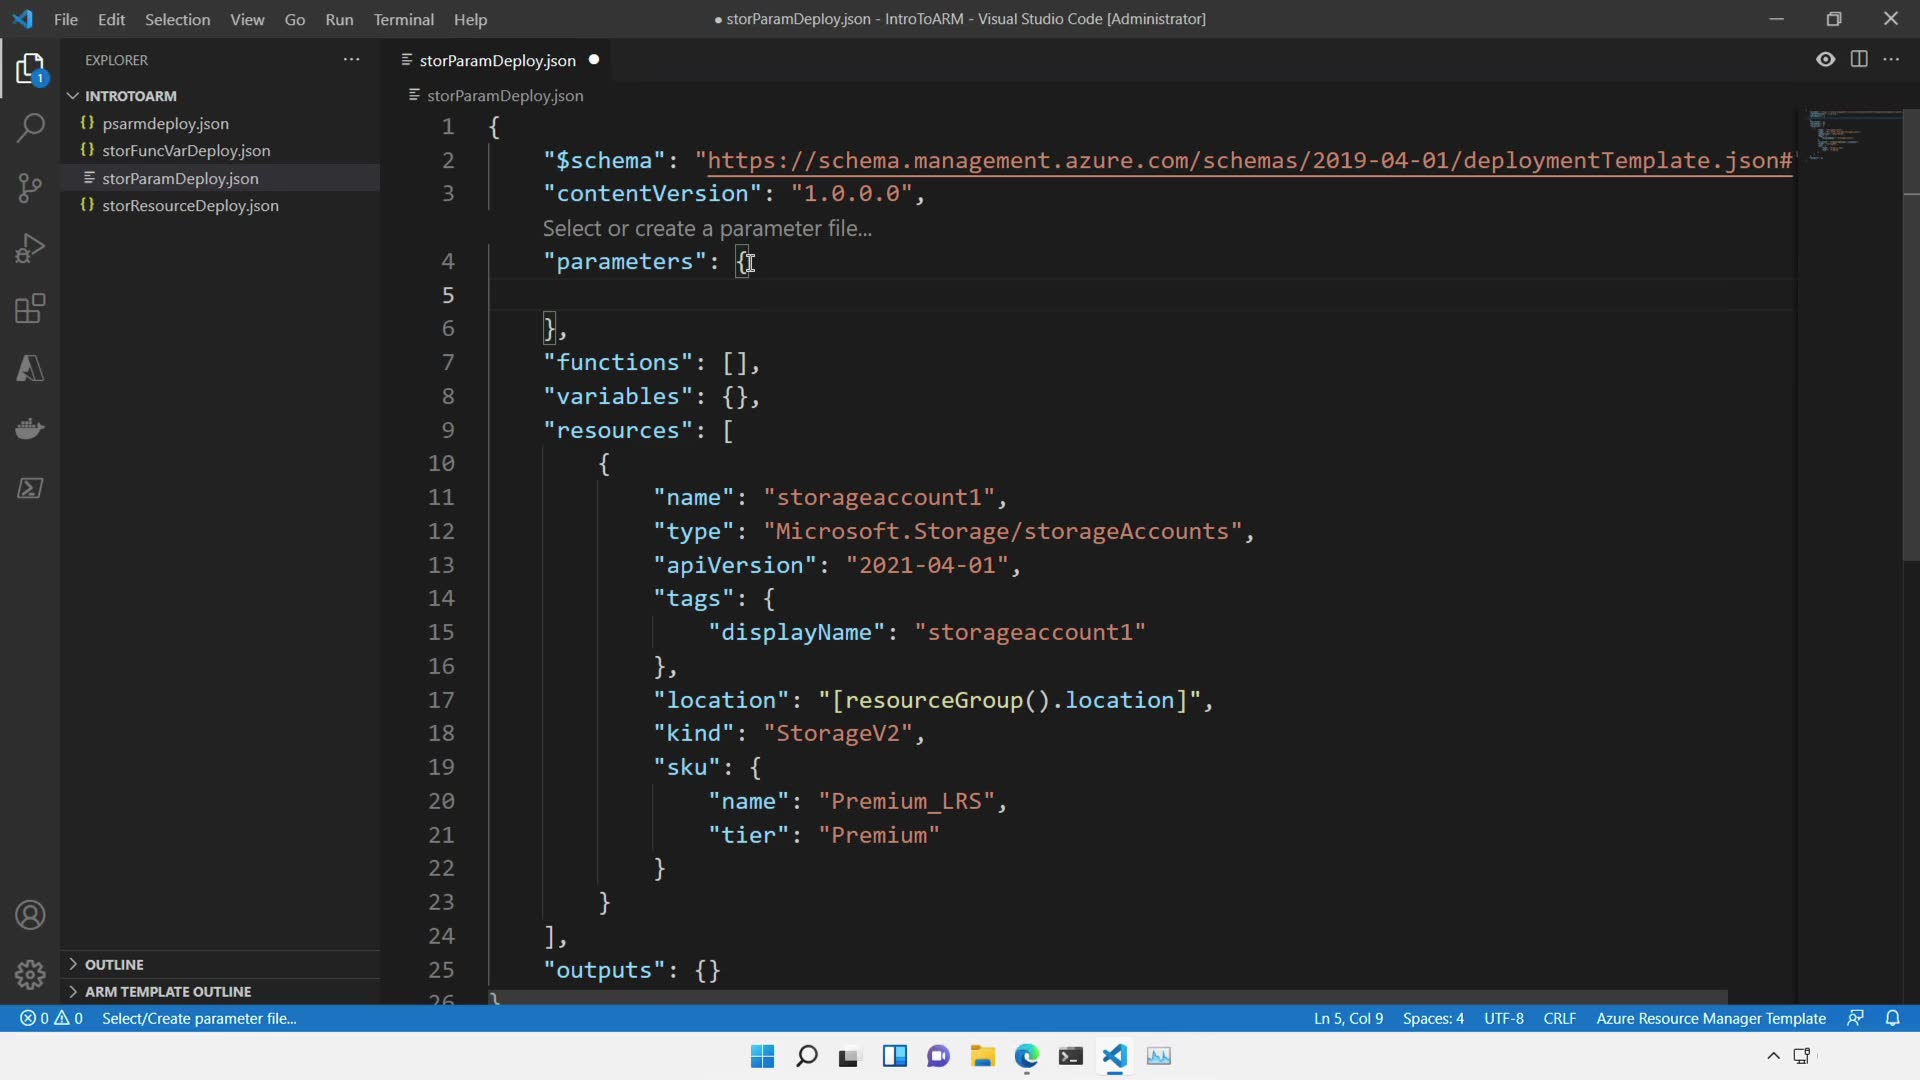 File Edit Selection View Go Run Terminal Help
● storParamDeploy.json - IntroToARM - Visual Studio Code [Administrator]
EXPLORER
1
INTROTOARM
psarmdeploy.json
storFuncVarDeploy.json
storParamDeploy.json
storResourceDeploy.json
OUTLINE
ARM TEMPLATE OUTLINE
storParamDeploy.json
storParamDeploy.json
1 {
2 "$schema": "https://schema.management.azure.com/schemas/2019-04-01/deploymentTemplate.json#
3 "contentVersion": "1.0.0.0",
Select or create a parameter file...
4 "parameters": {
5
6 },
7 "functions": [],
8 "variables": {},
9 "resources": [
10 {
11 "name": "storageaccount1",
12 "type": "Microsoft.Storage/storageAccounts",
13 "apiVersion": "2021-04-01",
14 "tags": {
15 "displayName": "storageaccount1"
16 },
17 "location": "[resourceGroup().location]",
18 "kind": "StorageV2",
19 "sku": {
20 "name": "Premium_LRS",
21 "tier": "Premium"
22 }
23 }
24 ],
25 "outputs": {}
26 }
0 0 Select/Create parameter file...
Ln 5, Col 9 Spaces: 4 UTF-8 CRLF Azure Resource Manager Template